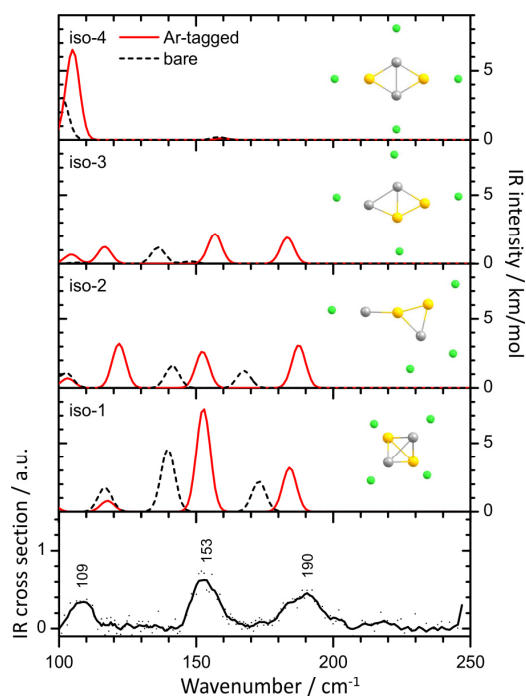 iso-4
Ar-tagged
bare
5
0
iso-3
5
0
iso-2
5
0
iso-1
5
0
IR intensity / km/mol
109
153
190
1
0
IR cross section / a.u.
100 150 200 250
Wavenumber / cm-1